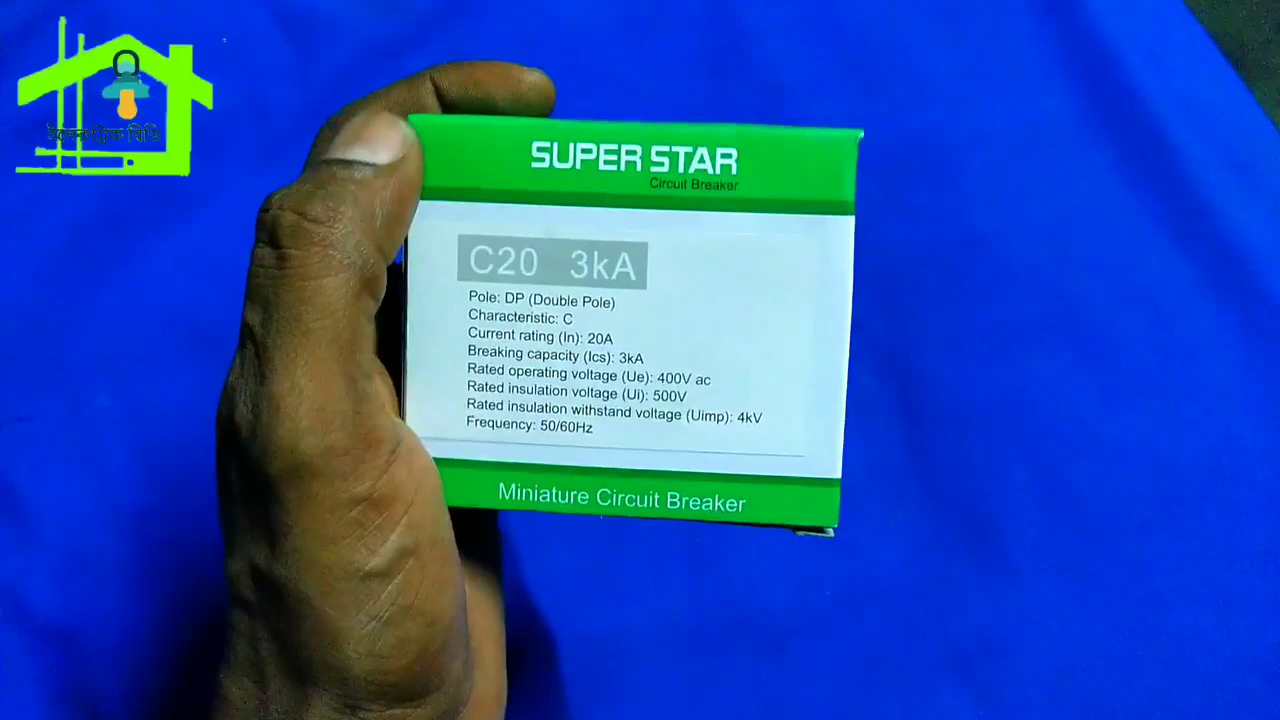 ইলেকট্রিক বিডি
SUPER STAR
Circuit Breaker
C20 3kA
Pole: DP (Double Pole)
Characteristic: C
Current rating (In): 20A
Breaking capacity (Ics): 3kA
Rated operating voltage (Ue): 400V ac
Rated insulation voltage (Ui): 500V
Rated insulation withstand voltage (Uimp): 4kV
Frequency: 50/60Hz
Miniature Circuit Breaker